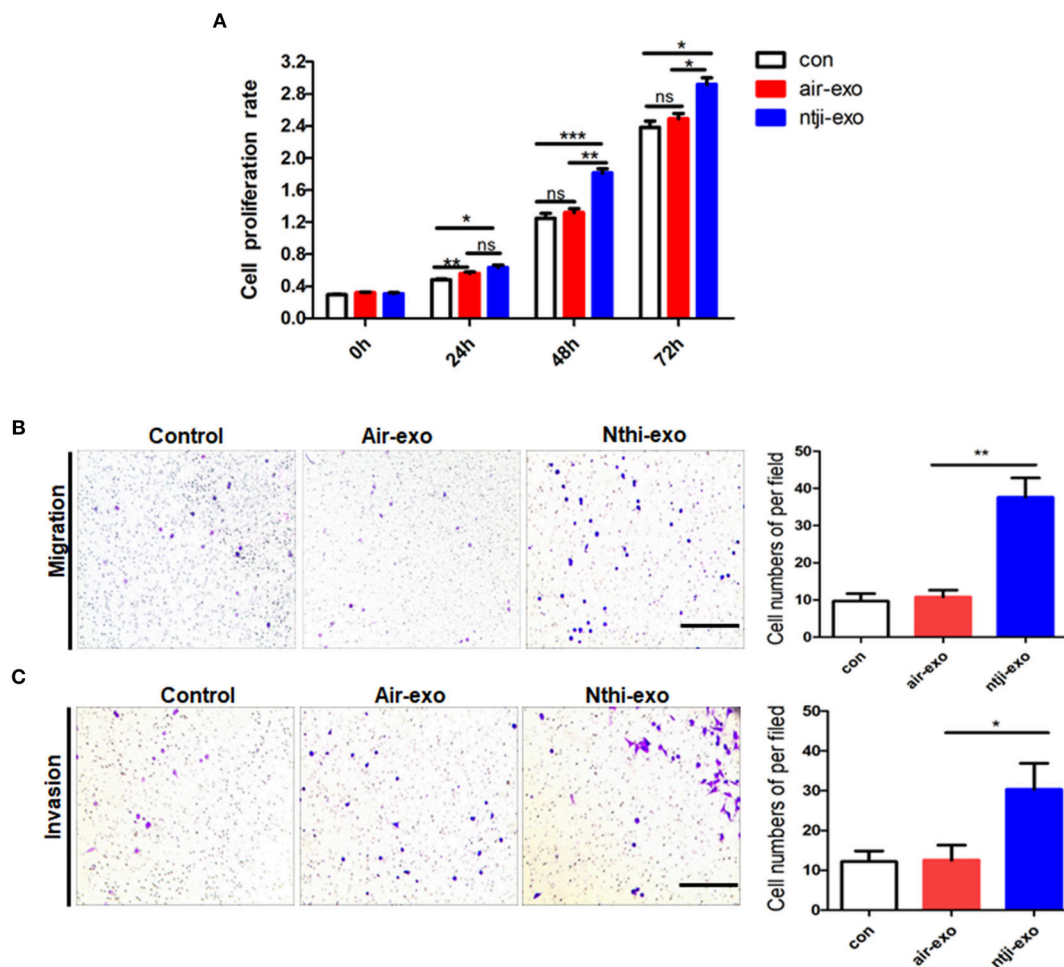 A
Cell proliferation rate
3.2
2.8
2.4
2.0
1.6
1.2
0.8
0.4
0.0
** * ns
ns *** **
ns * *
0h 24h 48h 72h
con
air-exo
ntji-exo
B
Control Air-exo Nthi-exo
Migration
Cell numbers of per field
50
40
30
20
10
0
**
con air-exo ntji-exo
C
Control Air-exo Nthi-exo
Invasion
Cell numbers of per filed
50
40
30
20
10
0
*
con air-exo ntji-exo